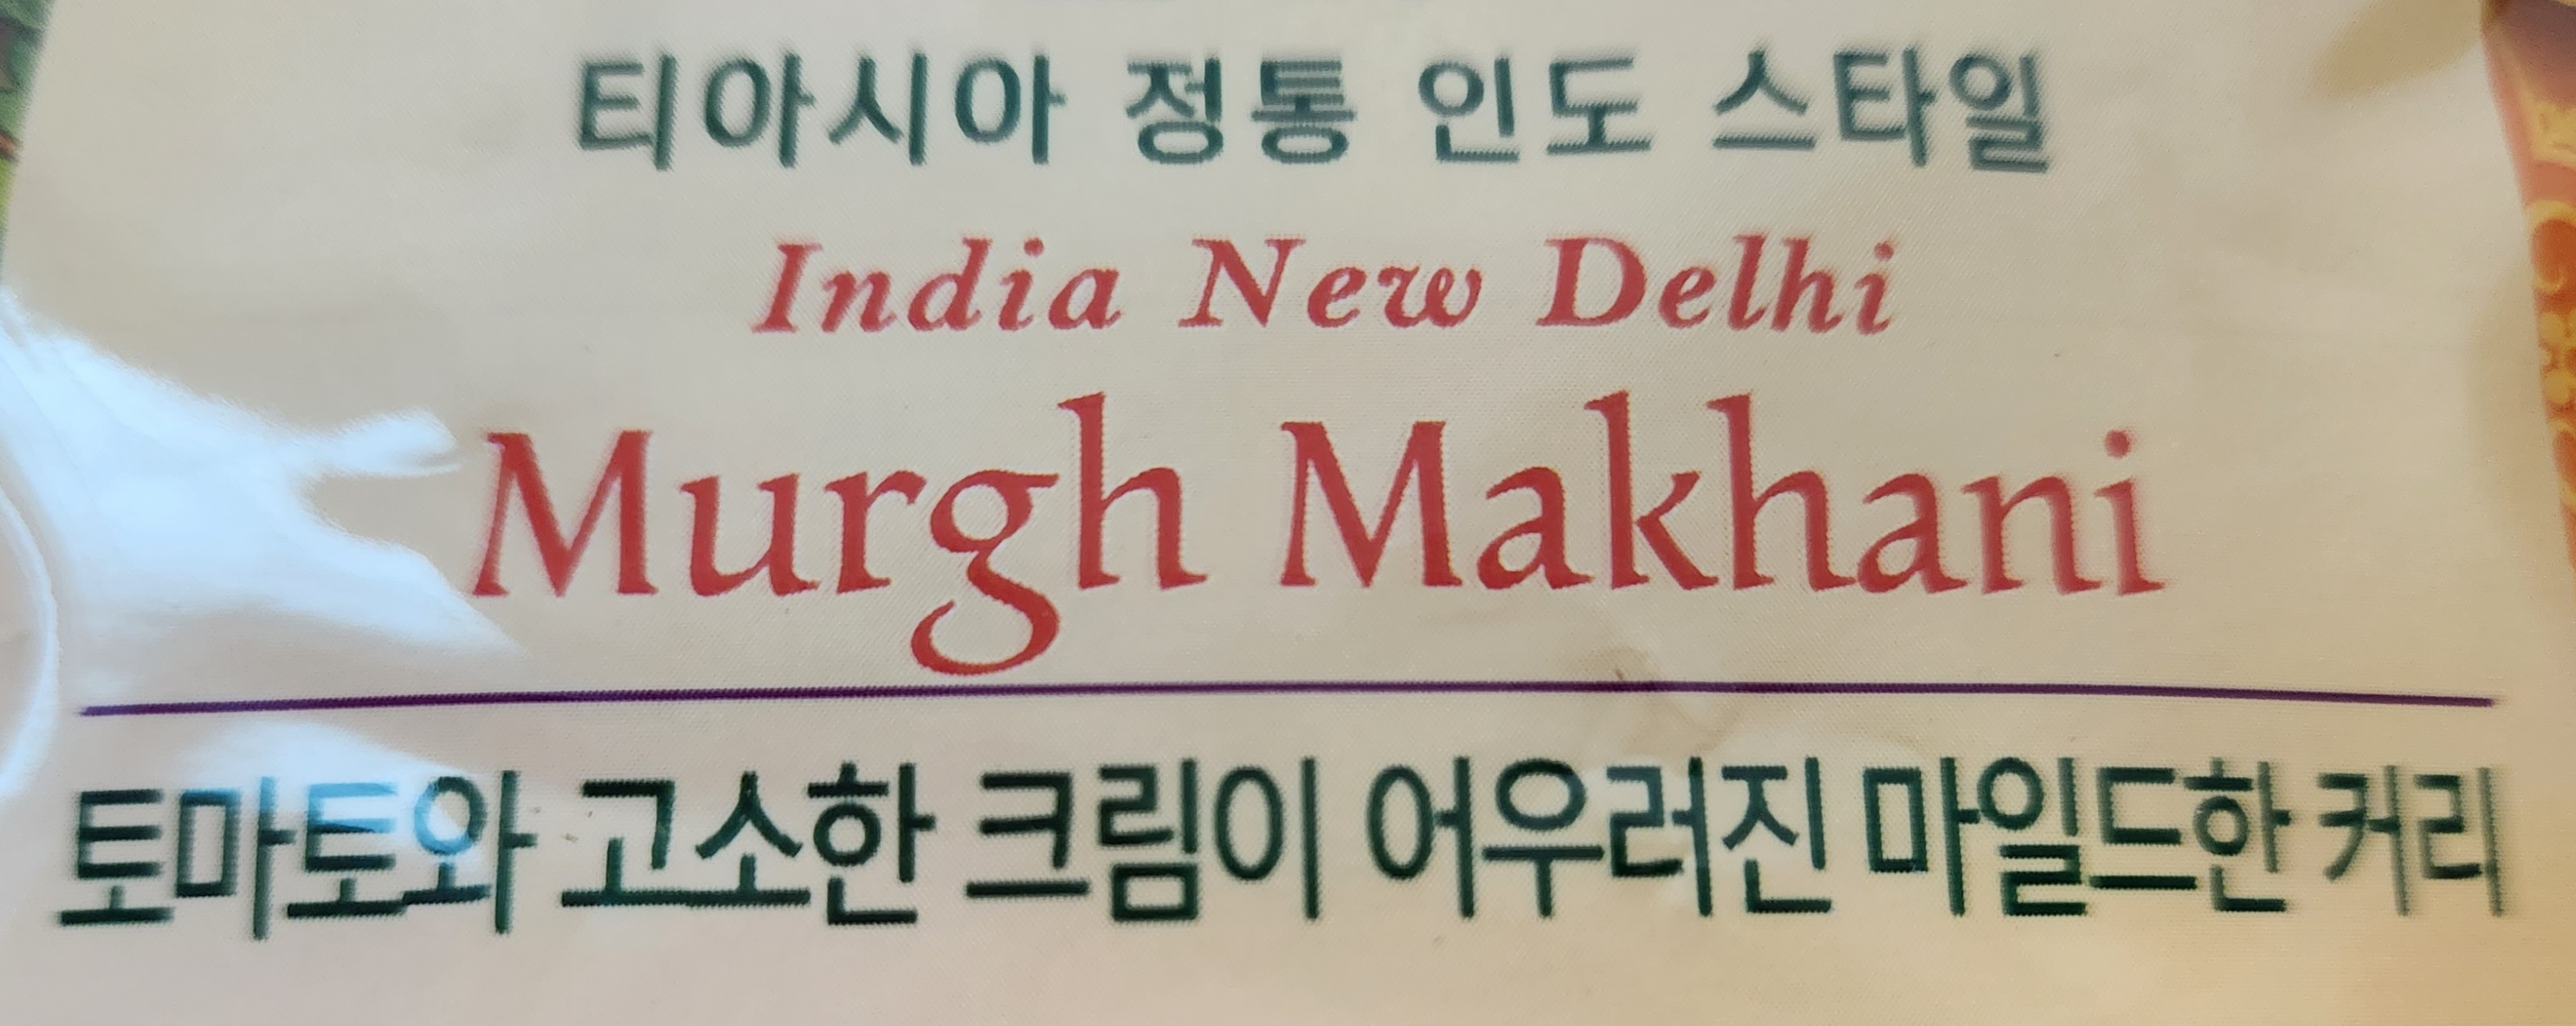 티아시아 정통 인도 스타일
India New Delhi
Murgh Makhani
토마토와 고소한 크림이 어우러진 마일드한 커리